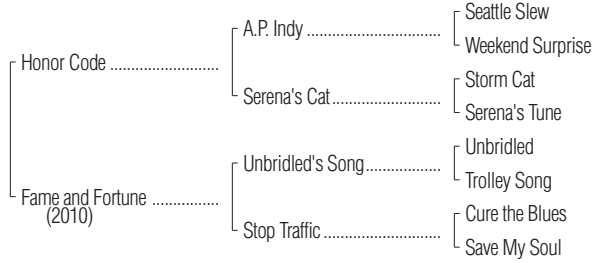 Seattle Slew
A.P. Indy ................................
Weekend Surprise
Honor Code ..........................
Storm Cat
Serena's Cat..........................
Serena's Tune
Unbridled
Unbridled's Song..................
Trolley Song
Fame and Fortune ................
(2010)
Cure the Blues
Stop Traffic............................
Save My Soul